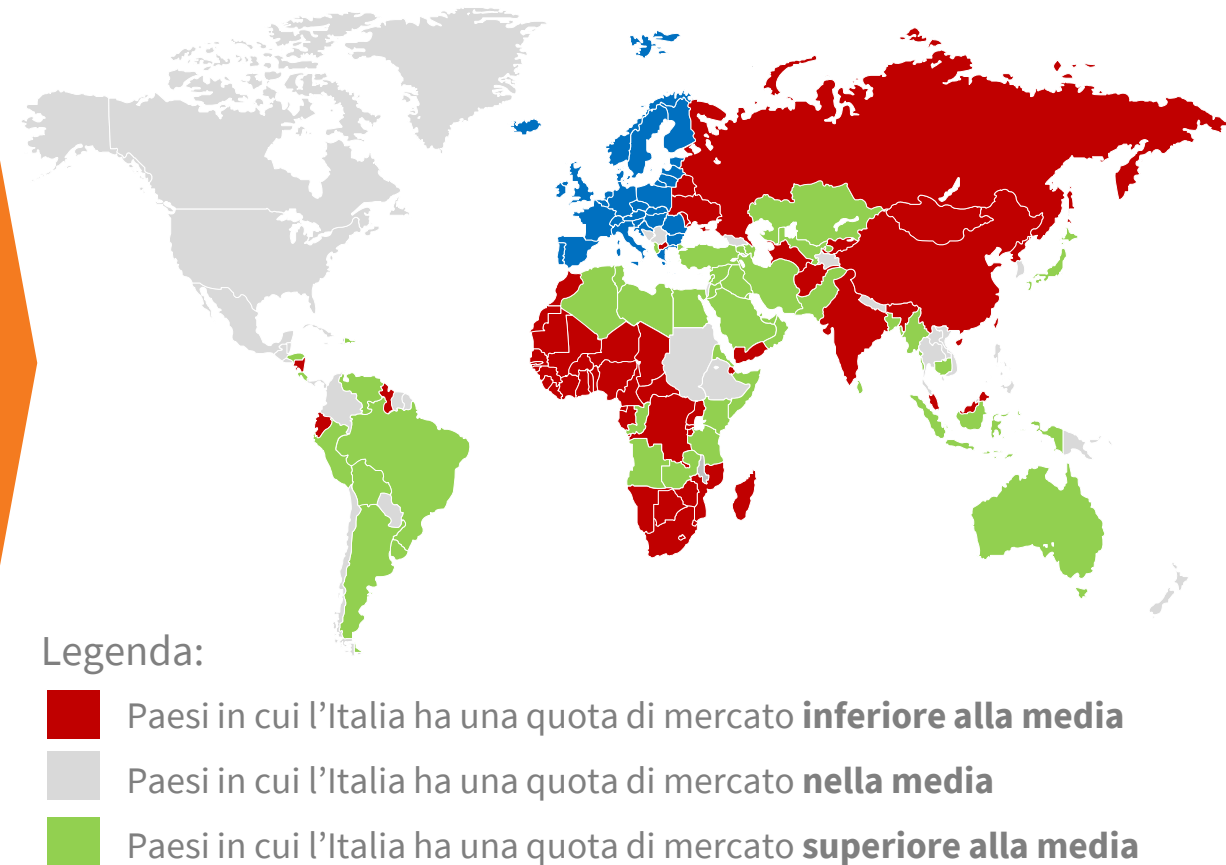 Legenda:
Paesi in cui l’Italia ha una quota di mercato inferiore alla media
Paesi in cui l’Italia ha una quota di mercato nella media
Paesi in cui l’Italia ha una quota di mercato superiore alla media